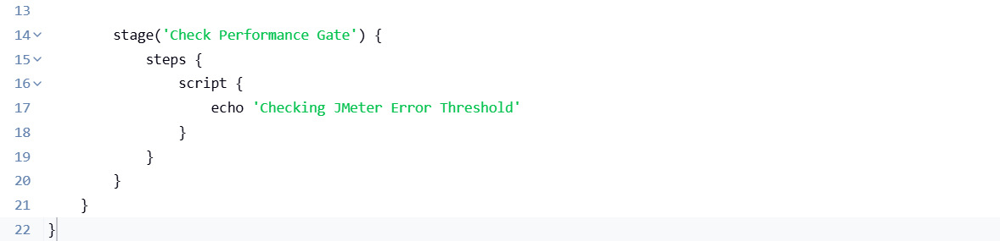 13
14 stage('Check Performance Gate') {
15 steps {
16 script {
17 echo 'Checking JMeter Error Threshold'
18 }
19 }
20 }
21 }
22 }